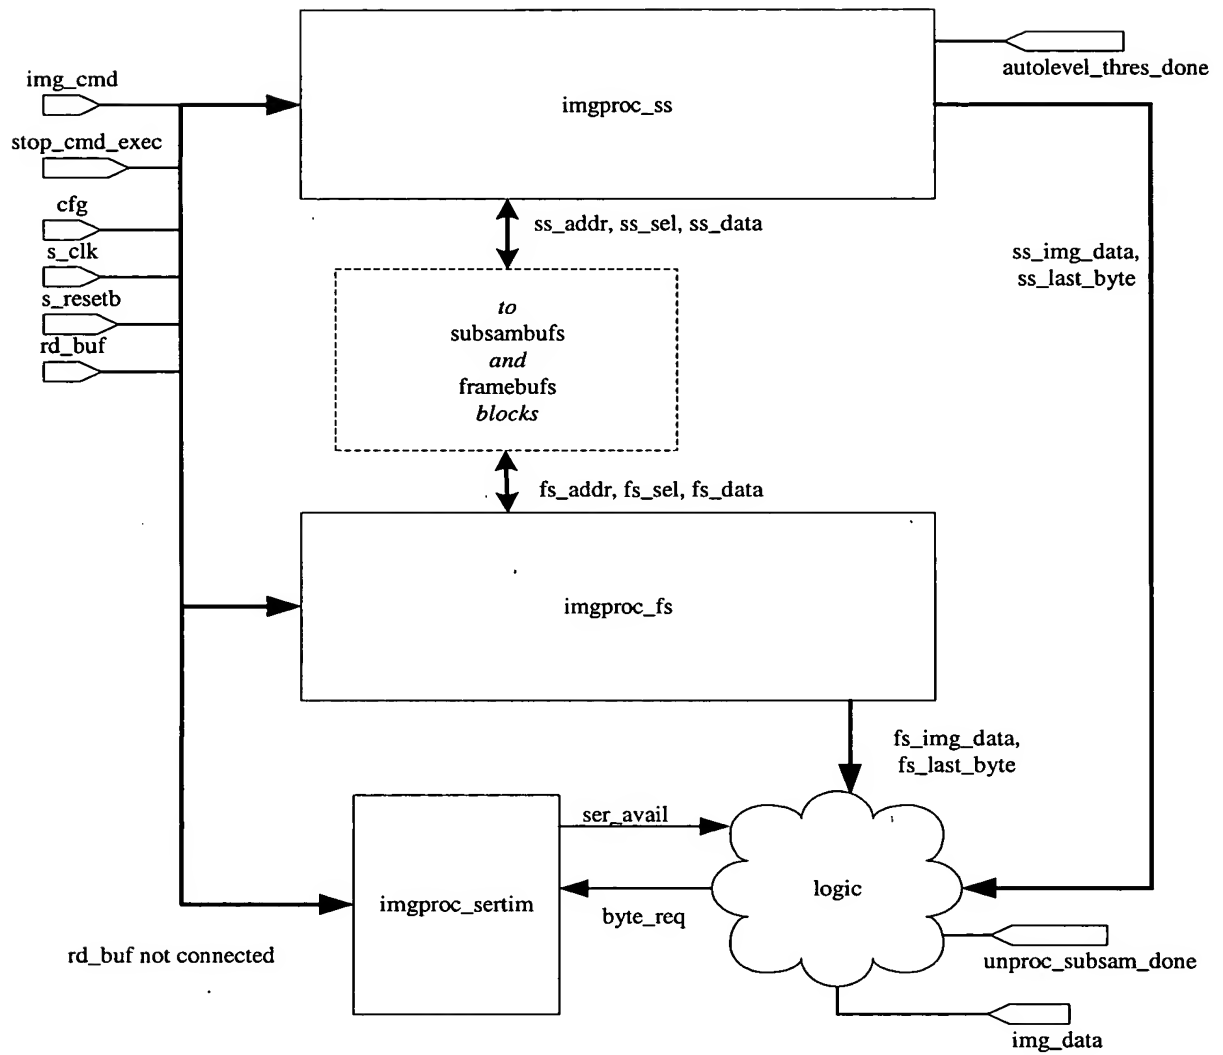 autolevel_thres_done
img_cmd
imgproc_ss
stop_cmd_exec
cfg
ss_addr, ss_sel, ss_data
s_clk
ss_img_data,
ss_last_byte
s_resetb
to
subsambufs
and
framebufs
blocks
rd_buf
fs_addr, fs_sel, fs_data
imgproc_fs
fs_img_data,
fs_last_byte
ser_avail
logic
imgproc_sertim
byte_req
rd_buf not connected
unproc_subsam_done
img_data